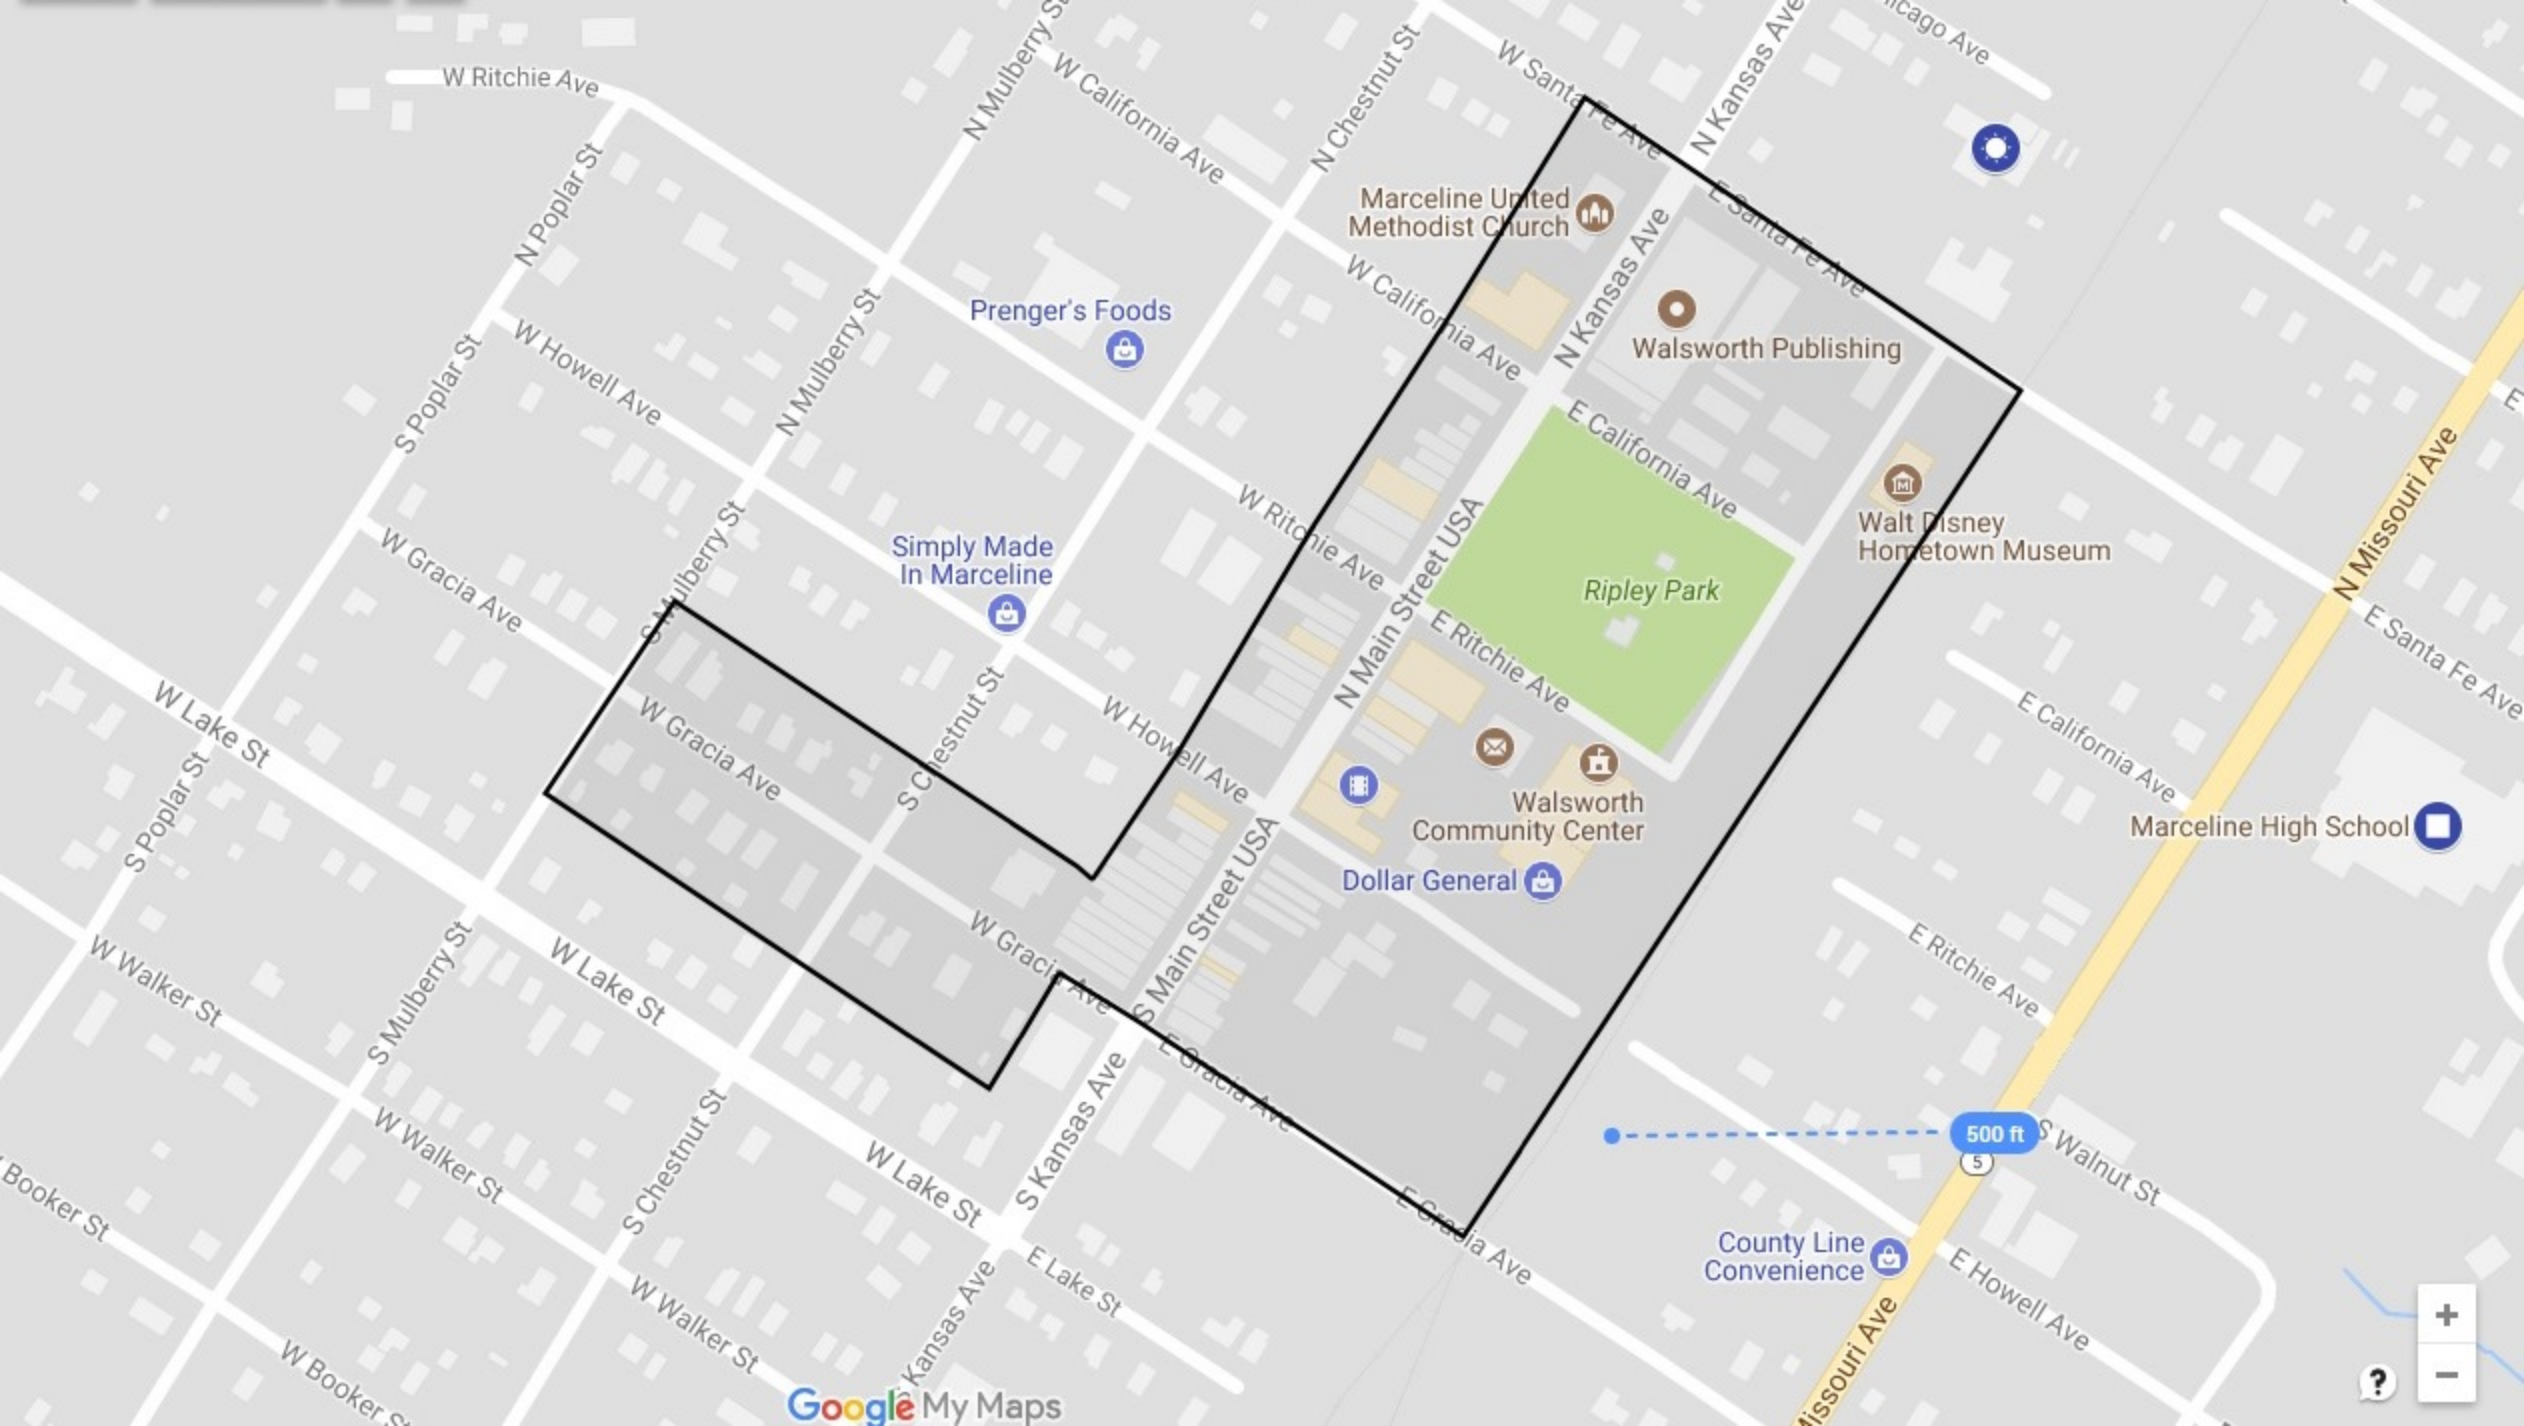 W Ritchie Ave
N Mulberry St
W California Ave
N Chestnut St
W Santa Fe Ave
N Kansas Ave
icago Ave
N Poplar St
Marceline United
Methodist Church
N Kansas Ave
E Santa Fe Ave
W California Ave
Prenger's Foods
Walsworth Publishing
N Mulberry St
W Howell Ave
S Poplar St
E California Ave
N Missouri Ave
Walt Disney
Hometown Museum
W Ritchie Ave
N Main Street USA
Ripley Park
W Gracia Ave
S Mulberry St
Simply Made
In Marceline
E Ritchie Ave
E Santa Fe Ave
W Lake St
W Gracia Ave
S Chestnut St
W Howell Ave
E California Ave
S Poplar St
Walsworth
Community Center
Marceline High School
Dollar General
S Main Street USA
W Gracia Ave
E Ritchie Ave
W Walker St
S Mulberry St
W Lake St
E Gracia Ave
500 ft
5
S Walnut St
W Walker St
S Chestnut St
W Lake St
S Kansas Ave
E Gracia Ave
Booker St
County Line
Convenience
E Howell Ave
E Lake St
W Walker St
S Kansas Ave
W Booker St
Missouri Ave
Google My Maps
+
−
?